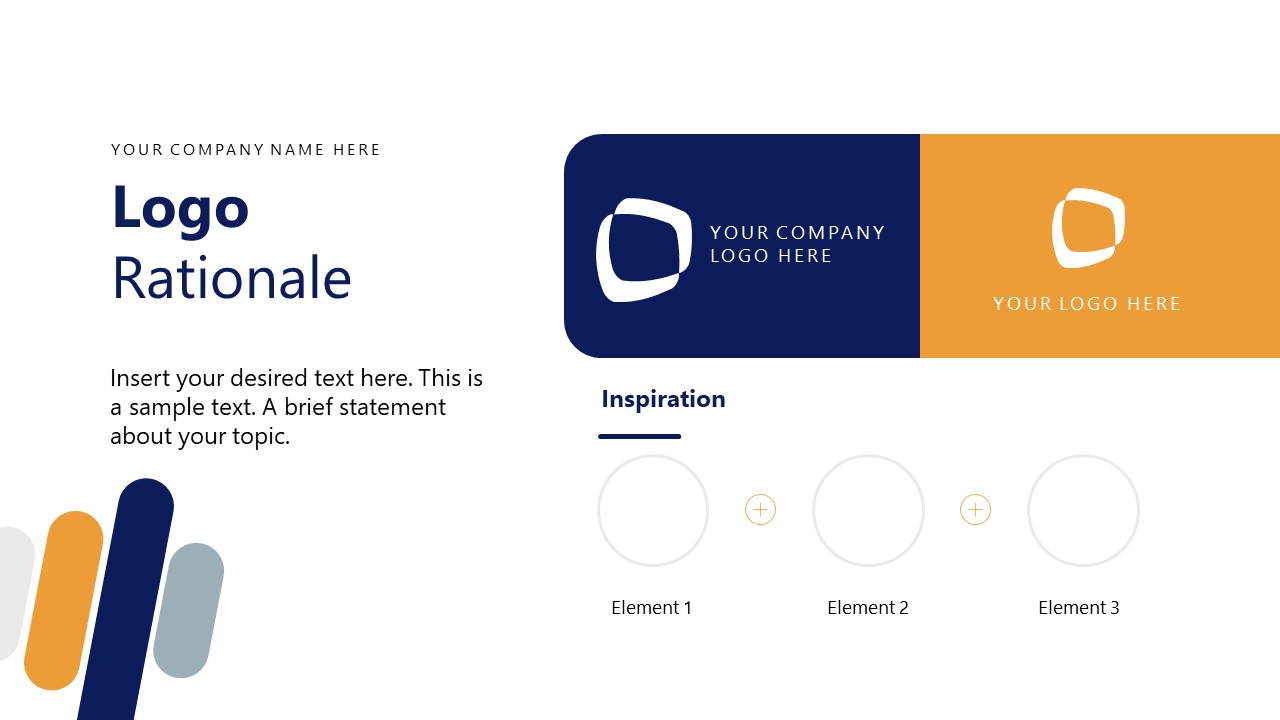 YOUR COMPANY NAME HERE
Logo
Rationale
Insert your desired text here. This is
a sample text. A brief statement
about your topic.
YOUR COMPANY
LOGO HERE
YOUR LOGO HERE
Inspiration
Element 1
Element 2
Element 3